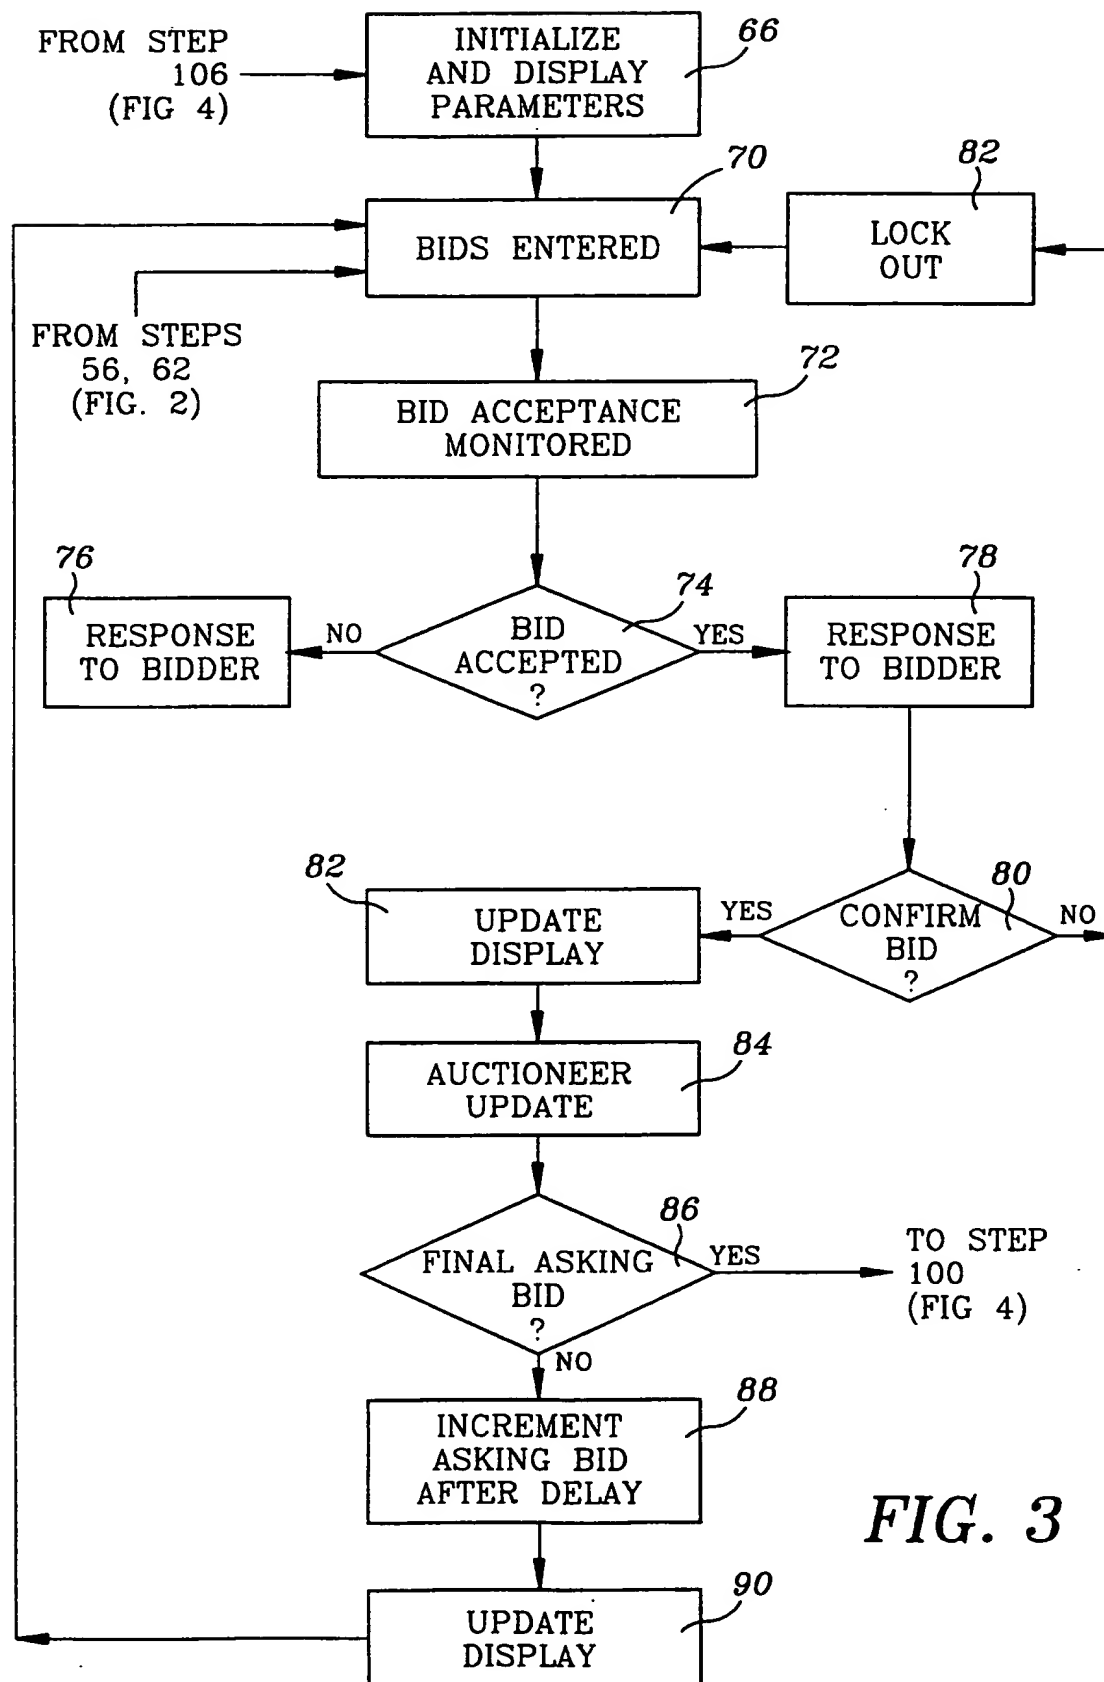 FROM STEP
106
(FIG 4)
INITIALIZE
AND DISPLAY
PARAMETERS
66
70
82
BIDS ENTERED
LOCK
OUT
FROM STEPS
56, 62
(FIG. 2)
72
BID ACCEPTANCE
MONITORED
76
RESPONSE
TO BIDDER
NO
74
BID
ACCEPTED
?
YES
78
RESPONSE
TO BIDDER
82
UPDATE
DISPLAY
YES
80
CONFIRM
BID
?
NO
84
AUCTIONEER
UPDATE
86
FINAL ASKING
BID
?
YES
TO STEP
100
(FIG 4)
NO
88
INCREMENT
ASKING BID
AFTER DELAY
FIG. 3
90
UPDATE
DISPLAY